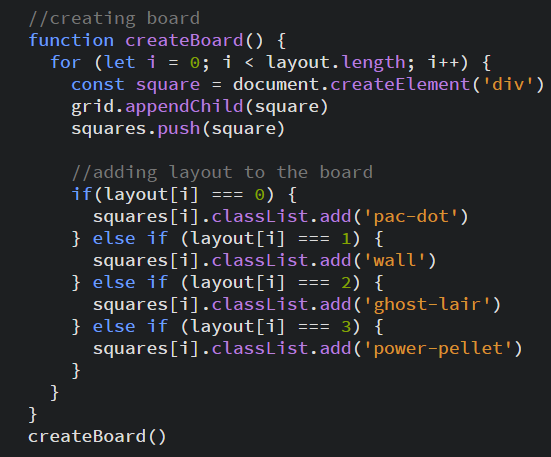 //creating board
function createBoard() {
for (let i = 0; i < layout.length; i++) {
const square = document.createElement('div')
grid.appendChild(square)
squares.push(square)
//adding layout to the board
if(layout[i] === 0) {
squares[i].classList.add('pac-dot')
} else if (layout[i] === 1) {
squares[i].classList.add('wall')
} else if (layout[i] === 2) {
squares[i].classList.add('ghost-lair')
} else if (layout[i] === 3) {
squares[i].classList.add('power-pellet')
}
}
}
createBoard()